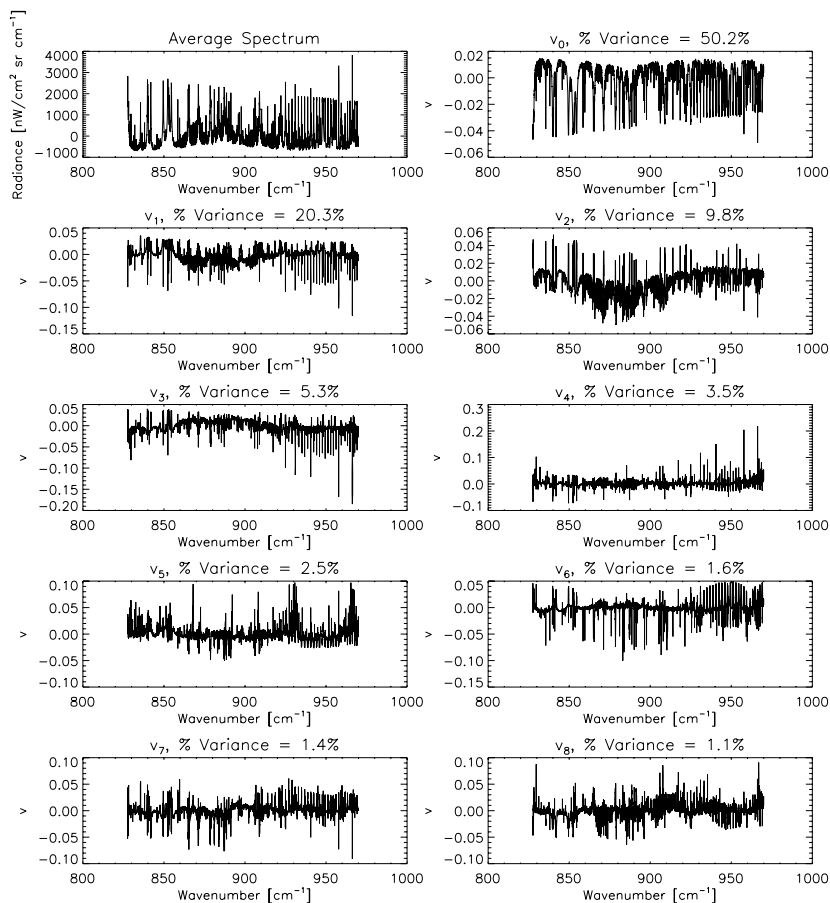 Average Spectrum
Radiance [nW/cm² sr cm⁻¹]
4000
3000
2000
1000
0
−1000
800 850 900 950 1000
Wavenumber [cm⁻¹]
v₀, % Variance = 50.2%
v
0.02
0.00
−0.02
−0.04
−0.06
800 850 900 950 1000
Wavenumber [cm⁻¹]
v₁, % Variance = 20.3%
v
0.05
0.00
−0.05
−0.10
−0.15
800 850 900 950 1000
Wavenumber [cm⁻¹]
v₂, % Variance = 9.8%
v
0.06
0.04
0.02
0.00
−0.02
−0.04
−0.06
800 850 900 950 1000
Wavenumber [cm⁻¹]
v₃, % Variance = 5.3%
v
0.05
0.00
−0.05
−0.10
−0.15
−0.20
800 850 900 950 1000
Wavenumber [cm⁻¹]
v₄, % Variance = 3.5%
v
0.3
0.2
0.1
0.0
−0.1
800 850 900 950 1000
Wavenumber [cm⁻¹]
v₅, % Variance = 2.5%
v
0.10
0.05
0.00
−0.05
−0.10
800 850 900 950 1000
Wavenumber [cm⁻¹]
v₆, % Variance = 1.6%
v
0.05
0.00
−0.05
−0.10
−0.15
800 850 900 950 1000
Wavenumber [cm⁻¹]
v₇, % Variance = 1.4%
v
0.10
0.05
0.00
−0.05
−0.10
800 850 900 950 1000
Wavenumber [cm⁻¹]
v₈, % Variance = 1.1%
v
0.10
0.05
0.00
−0.05
−0.10
800 850 900 950 1000
Wavenumber [cm⁻¹]